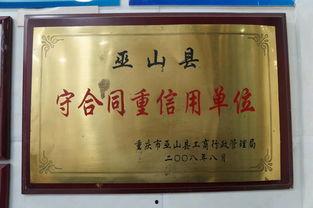 巫山县
守合同重信用单位
重庆市巫山县工商行政管理局
二〇〇八年八月